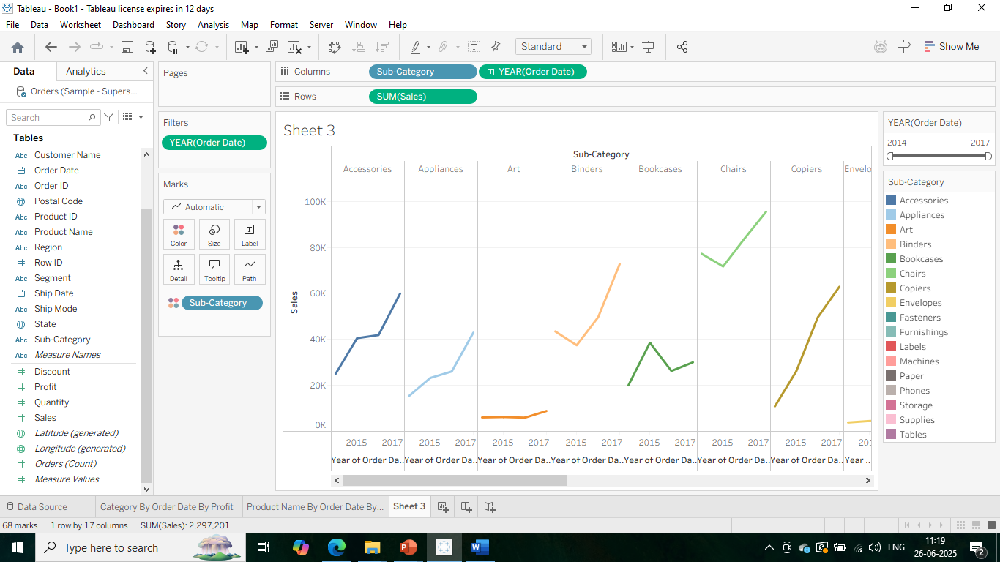 Tableau - Book1 - Tableau license expires in 12 days
File Data Worksheet Dashboard Story Analysis Map Format Server Window Help
Standard
Show Me
Data Analytics
Orders (Sample - Supers...
Search
Tables
Abc Customer Name
Order Date
Abc Order ID
Postal Code
Abc Product ID
Abc Product Name
Abc Region
# Row ID
Abc Segment
Ship Date
Abc Ship Mode
State
Abc Sub-Category
Abc Measure Names
# Discount
# Profit
# Quantity
# Sales
Latitude (generated)
Longitude (generated)
# Orders (Count)
# Measure Values
Pages
Filters
YEAR(Order Date)
Marks
Automatic
Color Size Label
Detail Tooltip Path
Sub-Category
Columns Sub-Category YEAR(Order Date)
Rows SUM(Sales)
Sheet 3
Sub-Category
Accessories Appliances Art Binders Bookcases Chairs Copiers Envelo
Sales
100K
80K
60K
40K
20K
0K
2015 2017 2015 2017 2015 2017 2015 2017 2015 2017 2015 2017 2015 2017 201
Year of Order Da.. Year of Order Da.. Year of Order Da.. Year of Order Da.. Year of Order Da.. Year of Order Da.. Year of Order Da.. Year ..
YEAR(Order Date)
2014 2017
Sub-Category
Accessories
Appliances
Art
Binders
Bookcases
Chairs
Copiers
Envelopes
Fasteners
Furnishings
Labels
Machines
Paper
Phones
Storage
Supplies
Tables
Data Source Category By Order Date By Profit Product Name By Order Date By... Sheet 3
68 marks 1 row by 17 columns SUM(Sales): 2,297,201
Type here to search
ENG
11:19
26-06-2025
2